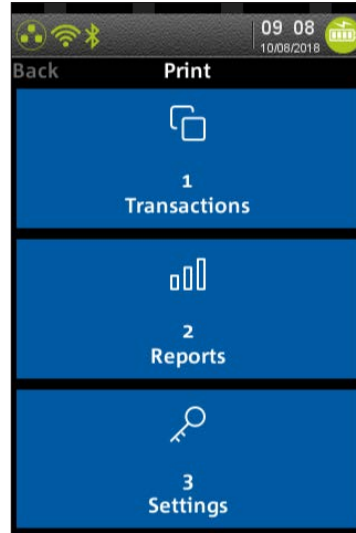 09 08
10/08/2018
Back
Print
1
Transactions
2
Reports
3
Settings